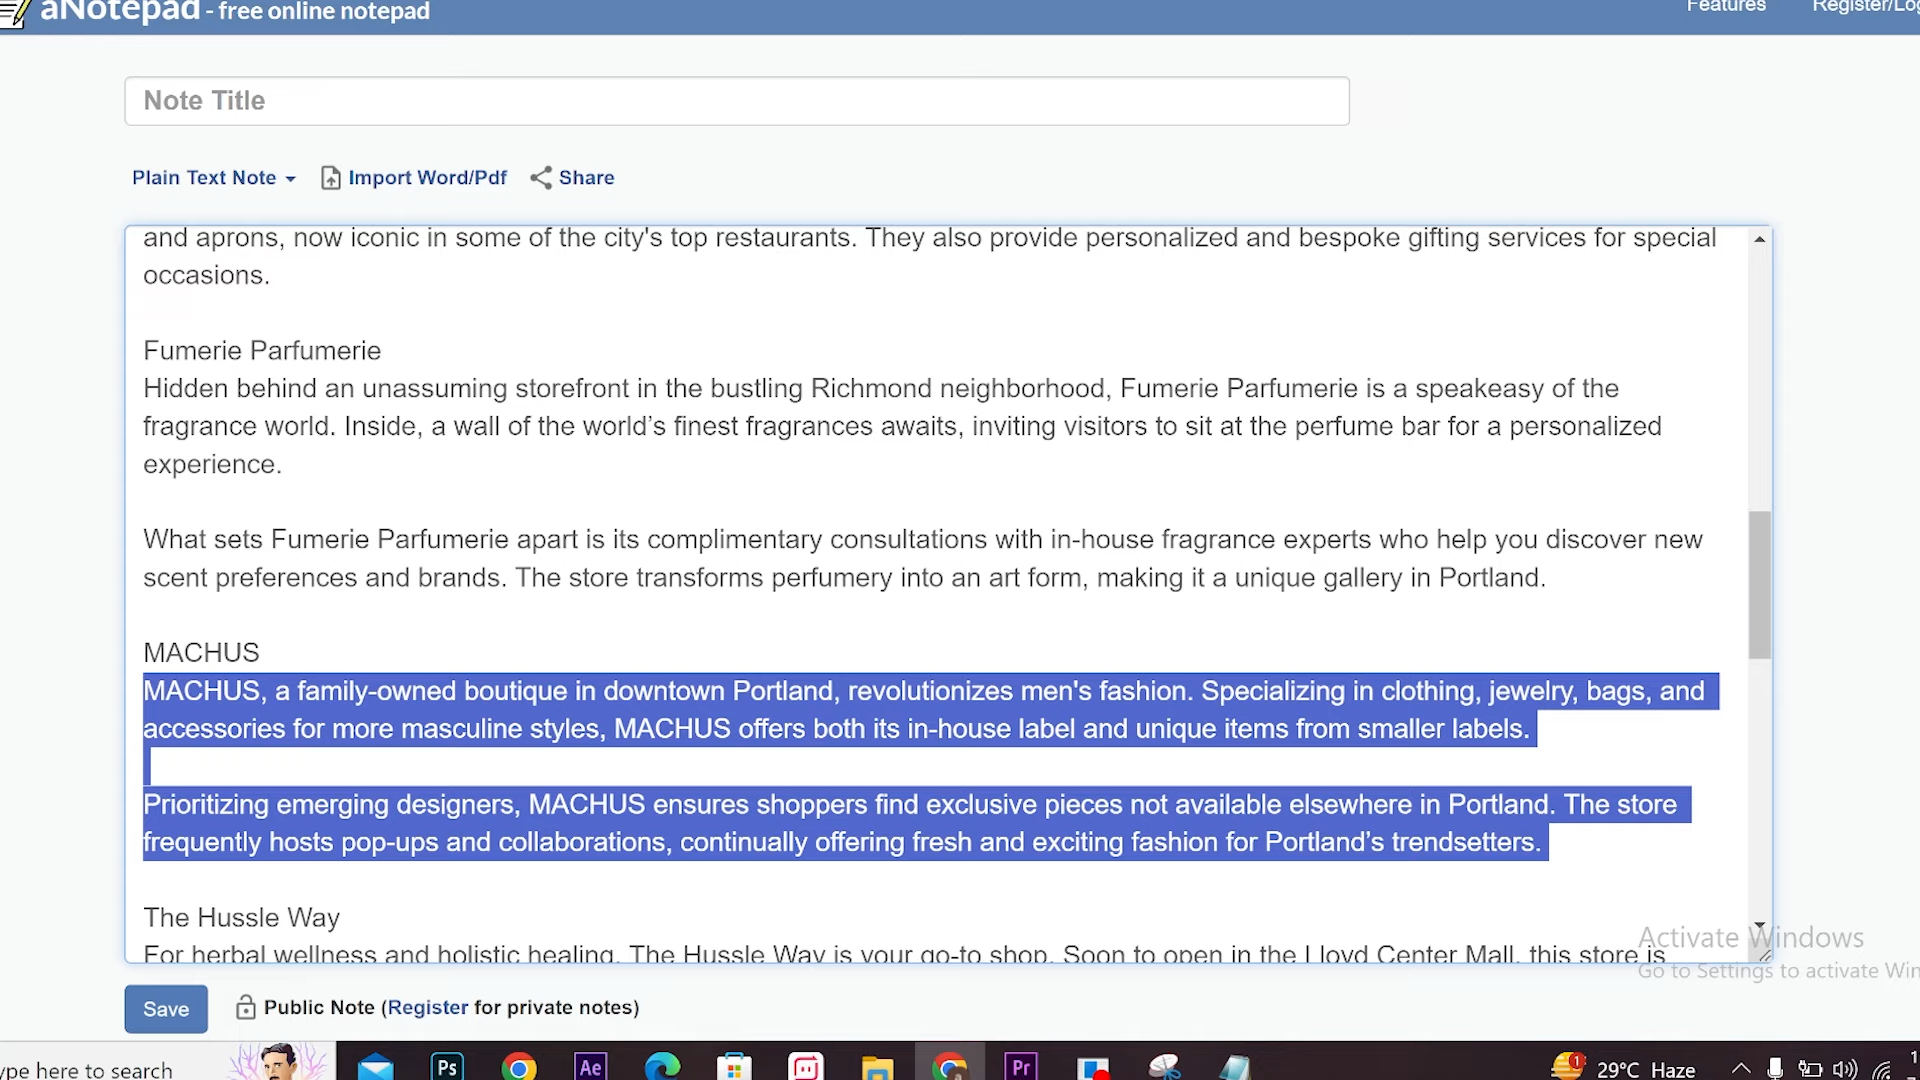 aNotepad - free online notepad
Features
Register/Log
Note Title
Plain Text Note
Import Word/Pdf
Share
and aprons, now iconic in some of the city's top restaurants. They also provide personalized and bespoke gifting services for special
occasions.
Fumerie Parfumerie
Hidden behind an unassuming storefront in the bustling Richmond neighborhood, Fumerie Parfumerie is a speakeasy of the
fragrance world. Inside, a wall of the world’s finest fragrances awaits, inviting visitors to sit at the perfume bar for a personalized
experience.
What sets Fumerie Parfumerie apart is its complimentary consultations with in-house fragrance experts who help you discover new
scent preferences and brands. The store transforms perfumery into an art form, making it a unique gallery in Portland.
MACHUS
MACHUS, a family-owned boutique in downtown Portland, revolutionizes men's fashion. Specializing in clothing, jewelry, bags, and
accessories for more masculine styles, MACHUS offers both its in-house label and unique items from smaller labels.
Prioritizing emerging designers, MACHUS ensures shoppers find exclusive pieces not available elsewhere in Portland. The store
frequently hosts pop-ups and collaborations, continually offering fresh and exciting fashion for Portland’s trendsetters.
The Hussle Way
For herbal wellness and holistic healing, The Hussle Way is your go-to shop. Soon to open in the Lloyd Center Mall, this store is
Activate Windows
Go to Settings to activate Win
Save
Public Note (Register for private notes)
ype here to search
Ps
Ae
Pr
1
29°C Haze